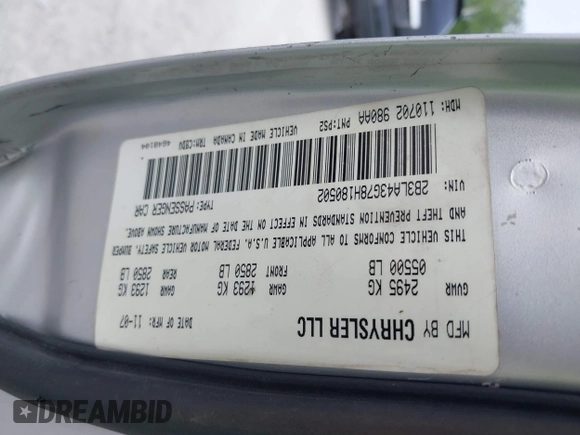 MFD BY CHRYSLER LLC
DATE OF MFR: 11-07
GVWR 2495 KG 05500 LB
GAWR FRONT 1293 KG 2850 LB
GAWR REAR 1293 KG 2850 LB
THIS VEHICLE CONFORMS TO ALL APPLICABLE U.S.A. FEDERAL MOTOR VEHICLE SAFETY, BUMPER
AND THEFT PREVENTION STANDARDS IN EFFECT ON THE DATE OF MANUFACTURE SHOWN ABOVE.
VIN: 2B3LA43G78H180502 TYPE: PASSENGER CAR
MDH: 110702 980AA PNT:PS2 VEHICLE MADE IN CANADA TRM:C8DV
DREAMBID